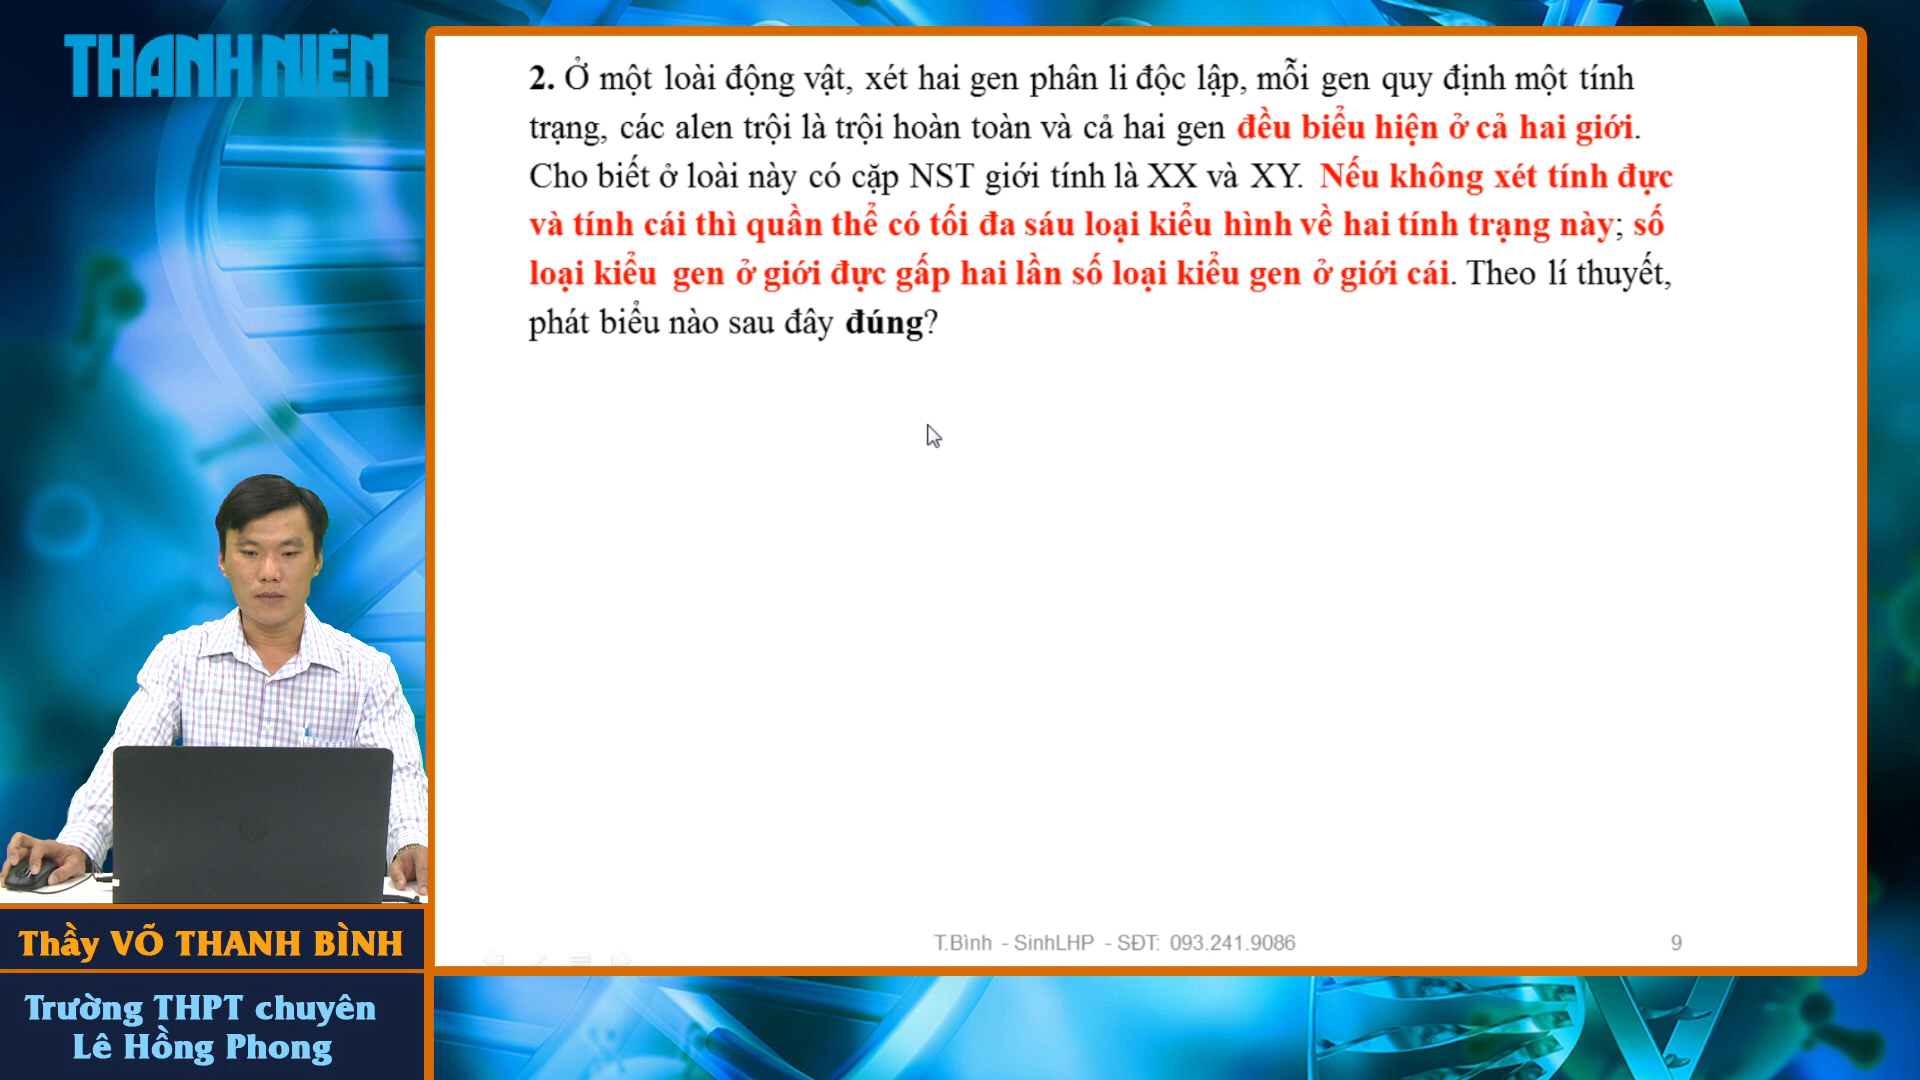 THANH NIÊN
2. Ở một loài động vật, xét hai gen phân li độc lập, mỗi gen quy định một tính
trạng, các alen trội là trội hoàn toàn và cả hai gen đều biểu hiện ở cả hai giới.
Cho biết ở loài này có cặp NST giới tính là XX và XY. Nếu không xét tính đực
và tính cái thì quần thể có tối đa sáu loại kiểu hình về hai tính trạng này; số
loại kiểu gen ở giới đực gấp hai lần số loại kiểu gen ở giới cái. Theo lí thuyết,
phát biểu nào sau đây đúng?
T.Bình - SinhLHP - SĐT: 093.241.9086
9
Thầy VÕ THANH BÌNH
Trường THPT chuyên
Lê Hồng Phong